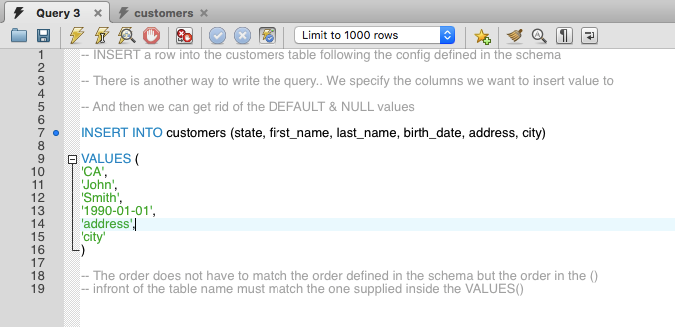 Query 3
customers
Limit to 1000 rows
1 -- INSERT a row into the customers table following the config defined in the schema
2
3 -- There is another way to write the query.. We specify the columns we want to insert value to
4
5 -- And then we can get rid of the DEFAULT & NULL values
6
7 INSERT INTO customers (state, first_name, last_name, birth_date, address, city)
8
9 VALUES (
10 'CA',
11 'John',
12 'Smith',
13 '1990-01-01',
14 'address',
15 'city'
16 )
17
18 -- The order does not have to match the order defined in the schema but the order in the ()
19 -- infront of the table name must match the one supplied inside the VALUES()